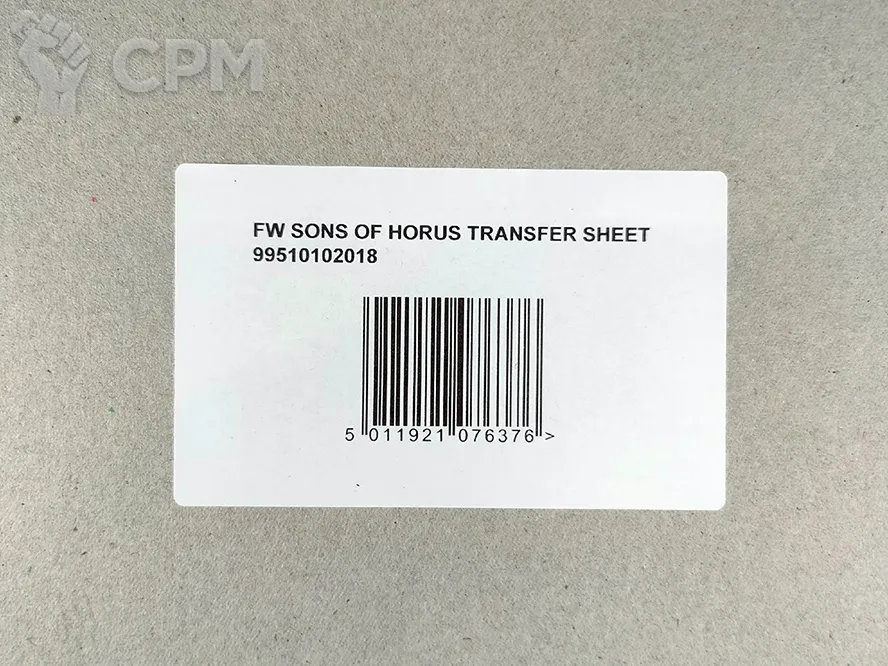 CPM
FW SONS OF HORUS TRANSFER SHEET
99510102018
5 011921 076376 >